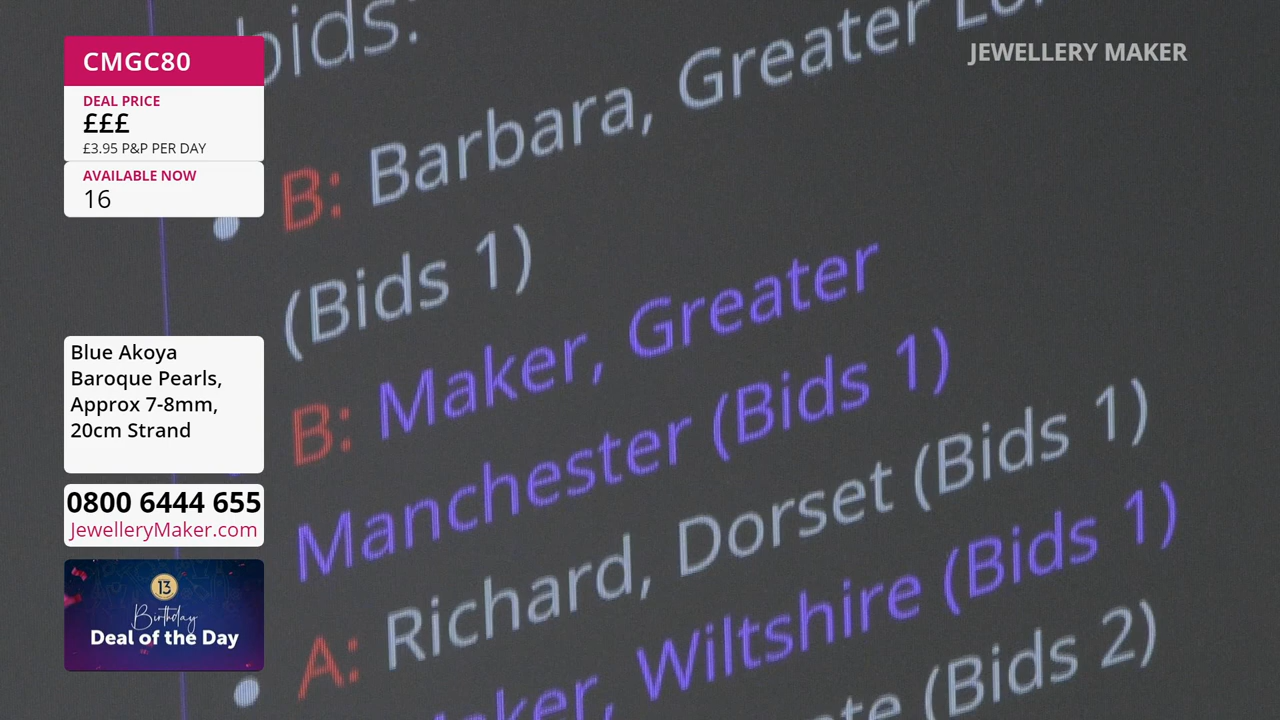 CMGC80
DEAL PRICE
£££
£3.95 P&P PER DAY
AVAILABLE NOW
16
Blue Akoya
Baroque Pearls,
Approx 7-8mm,
20cm Strand
0800 6444 655
JewelleryMaker.com
13
Birthday
Deal of the Day
JEWELLERY MAKER
bids:
B: Barbara, Greater
(Bids 1)
B: Maker, Greater
Manchester (Bids 1)
A: Richard, Dorset (Bids 1)
Wiltshire (Bids 1)
(Bids 2)